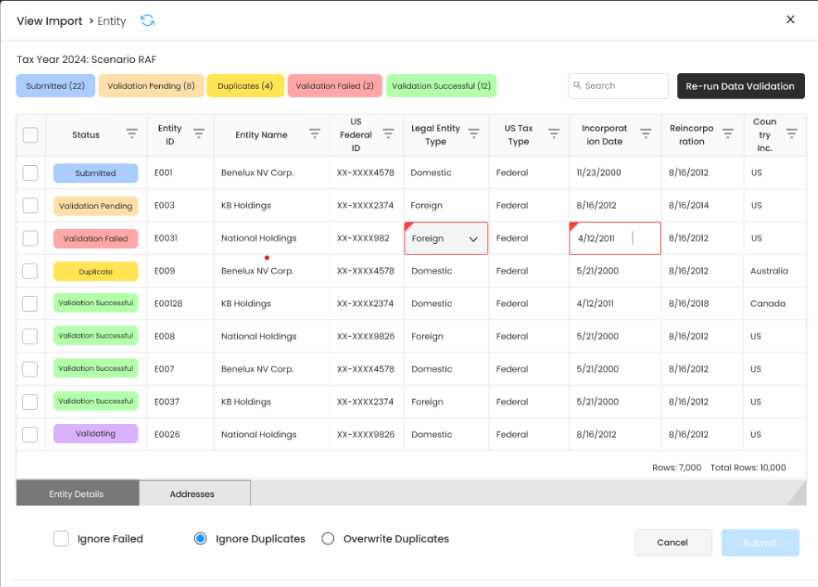 View Import > Entity
Tax Year 2024: Scenario RAF
Submitted (22) Validation Pending (8) Duplicates (4) Validation Failed (2) Validation Successful (12) Search Re-run Data Validation
Status Entity ID Entity Name US Federal ID Legal Entity Type US Tax Type Incorporat ion Date Reincorpo ration Coun try Inc.
Submitted E001 Benelux NV Corp. XX-XXXX4578 Domestic Federal 11/23/2000 8/16/2012 US
Validation Pending E003 KB Holdings XX-XXXX2374 Foreign Federal 8/16/2012 8/16/2014 US
Validation Failed E0031 National Holdings XX-XXXX982 Foreign Federal 4/12/2011 8/16/2012 US
Duplicate E009 Benelux NV Corp. XX-XXXX4578 Domestic Federal 5/21/2000 8/16/2012 Australia
Validation Successful E00128 KB Holdings XX-XXXX2374 Domestic Federal 4/12/2011 8/16/2018 Canada
Validation Successful E008 National Holdings XX-XXXX9826 Foreign Federal 5/21/2000 8/16/2012 US
Validation Successful E007 Benelux NV Corp. XX-XXXX4578 Domestic Federal 5/21/2000 8/16/2012 US
Validation Successful E0037 KB Holdings XX-XXXX2374 Foreign Federal 5/21/2000 8/16/2012 US
Validating E0026 National Holdings XX-XXXX9826 Domestic Federal 8/16/2012 8/16/2012 US
Rows: 7,000 Total Rows: 10,000
Entity Details Addresses
Ignore Failed Ignore Duplicates Overwrite Duplicates Cancel Submit